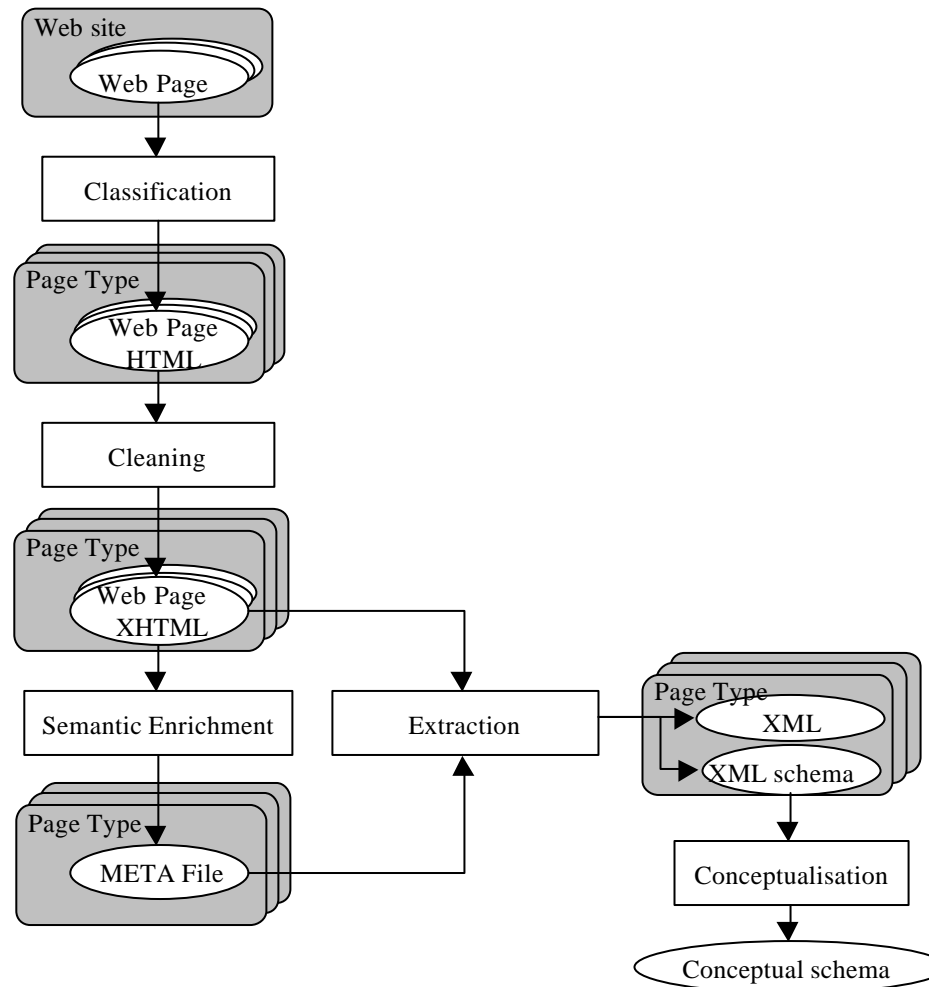 Web site
Web Page
Classification
Page Type
Web Page
HTML
Cleaning
Page Type
Web Page
XHTML
Semantic Enrichment
Extraction
Page Type
XML
XML schema
Page Type
META File
Conceptualisation
Conceptual schema